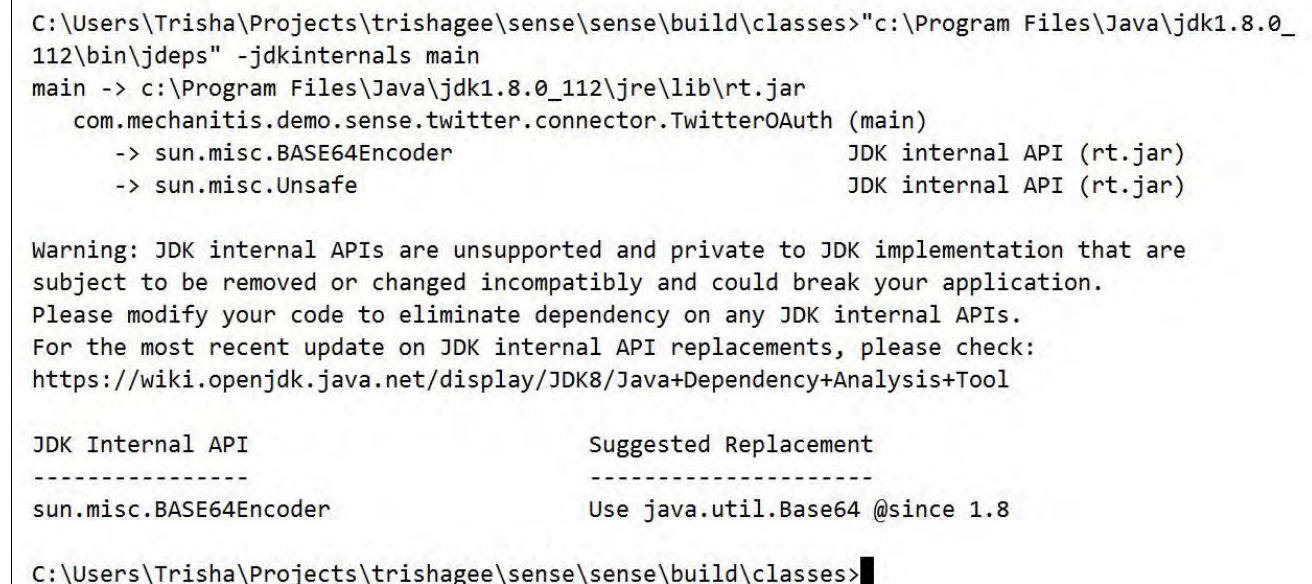 C:\Users\Trisha\Projects\trishagee\sense\sense\build\classes>"c:\Program Files\Java\jdk1.8.0_
112\bin\jdeps" -jdkinternals main
main -> c:\Program Files\Java\jdk1.8.0_112\jre\lib\rt.jar
   com.mechanitis.demo.sense.twitter.connector.TwitterOAuth (main)
      -> sun.misc.BASE64Encoder                             JDK internal API (rt.jar)
      -> sun.misc.Unsafe                                    JDK internal API (rt.jar)

Warning: JDK internal APIs are unsupported and private to JDK implementation that are
subject to be removed or changed incompatibly and could break your application.
Please modify your code to eliminate dependency on any JDK internal APIs.
For the most recent update on JDK internal API replacements, please check:
https://wiki.openjdk.java.net/display/JDK8/Java+Dependency+Analysis+Tool

JDK Internal API                         Suggested Replacement
----------------                         ---------------------
sun.misc.BASE64Encoder                   Use java.util.Base64 @since 1.8

C:\Users\Trisha\Projects\trishagee\sense\sense\build\classes>